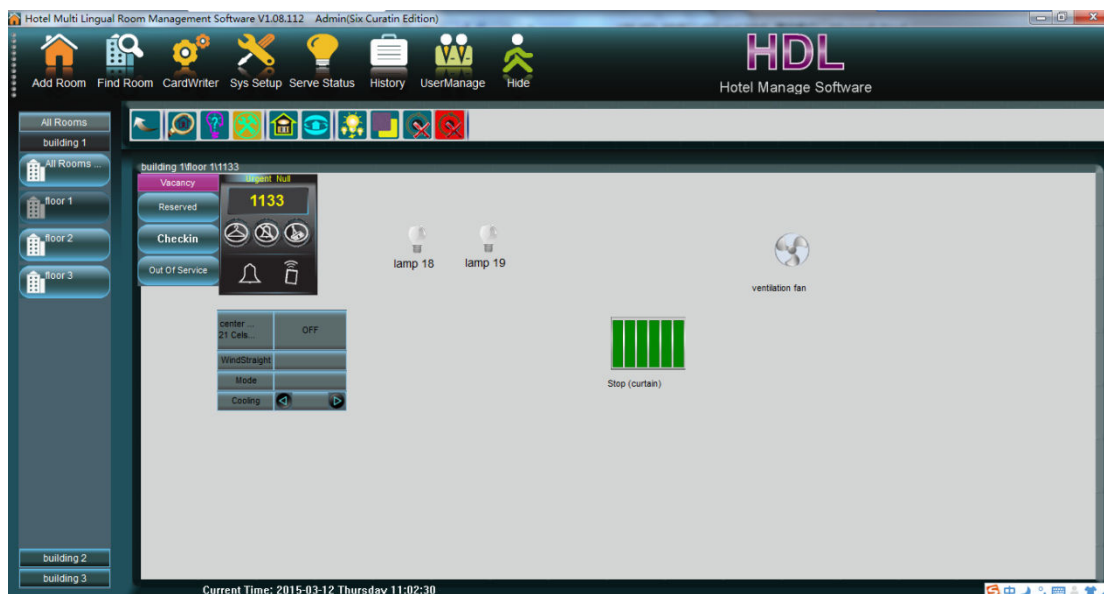 Hotel Multi Lingual Room Management Software V1.08.112 Admin(Six Curatin Edition)
Add Room Find Room CardWriter Sys Setup Serve Status History UserManage Hide
HDL
Hotel Manage Software
All Rooms
building 1
All Rooms ...
floor 1
floor 2
floor 3
building 2
building 3
building 1\floor 1\1133
Vacancy
Reserved
Checkin
Out Of Service
Urgent Null
1133
lamp 18 lamp 19
ventilation fan
center ...
21 Cels...
OFF
WindStraight
Mode
Cooling
Stop (curtain)
Current Time: 2015-03-12 Thursday 11:02:30
中